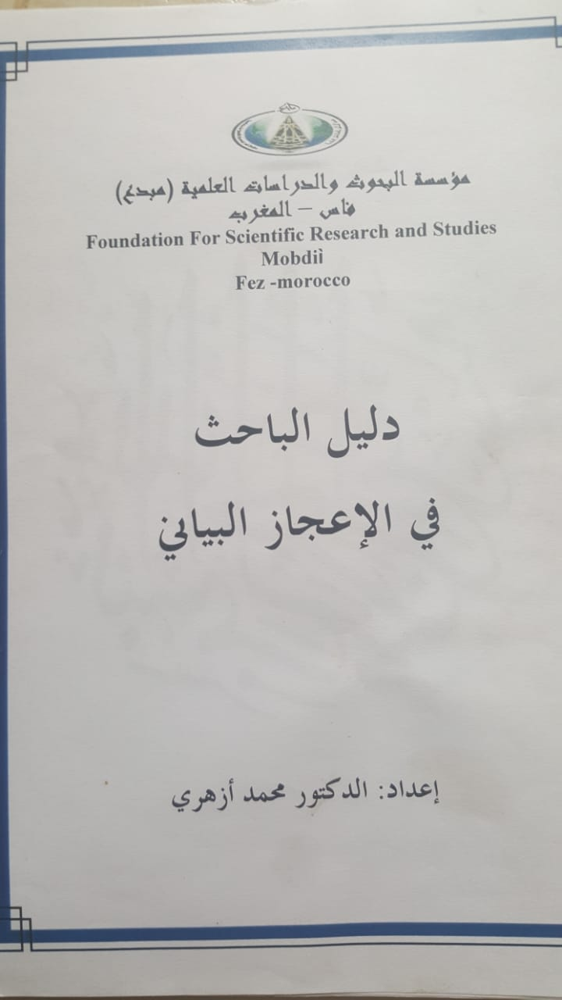 مؤسسة البحوث والدراسات العلمية (مبدع)
فاس – المغرب
Foundation For Scientific Research and Studies
Mobdiì
Fez -morocco
دليل الباحث
في الإعجاز البياني
إعداد: الدكتور محمد أزهري